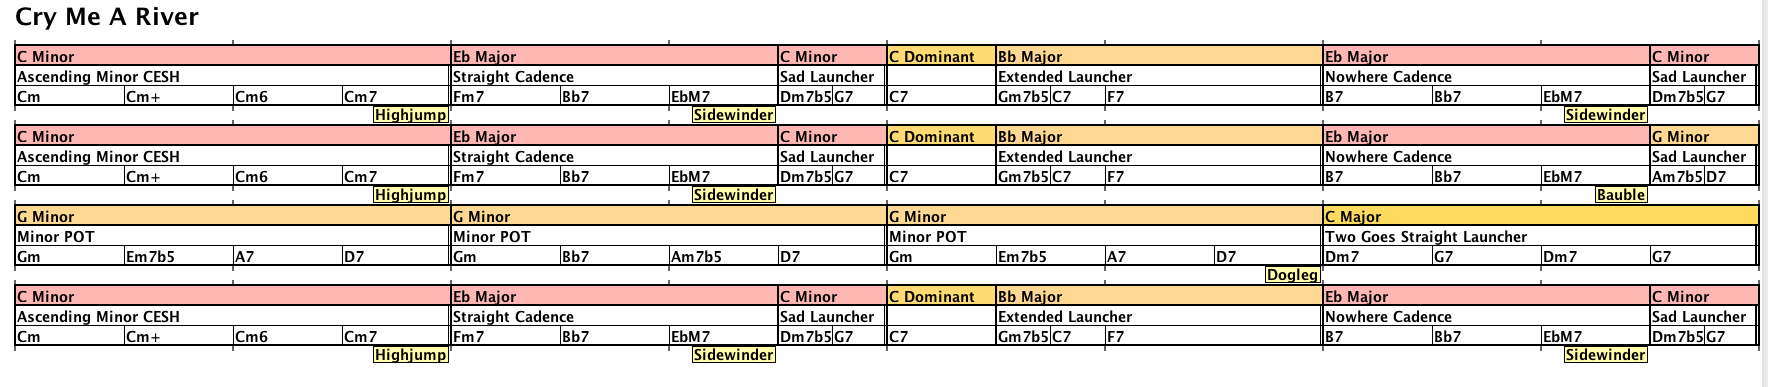 Cry Me A River
C Minor Eb Major C Minor C Dominant Bb Major Eb Major C Minor
Ascending Minor CESH Straight Cadence Sad Launcher Extended Launcher Nowhere Cadence Sad Launcher
Cm Cm+ Cm6 Cm7 Fm7 Bb7 EbM7 Dm7b5 G7 C7 Gm7b5 C7 F7 B7 Bb7 EbM7 Dm7b5 G7
Highjump Sidewinder Sidewinder
C Minor Eb Major C Minor C Dominant Bb Major Eb Major G Minor
Ascending Minor CESH Straight Cadence Sad Launcher Extended Launcher Nowhere Cadence Sad Launcher
Cm Cm+ Cm6 Cm7 Fm7 Bb7 EbM7 Dm7b5 G7 C7 Gm7b5 C7 F7 B7 Bb7 EbM7 Am7b5 D7
Highjump Sidewinder Bauble
G Minor G Minor G Minor C Major
Minor POT Minor POT Minor POT Two Goes Straight Launcher
Gm Em7b5 A7 D7 Gm Bb7 Am7b5 D7 Gm Em7b5 A7 D7 Dm7 G7 Dm7 G7
Dogleg
C Minor Eb Major C Minor C Dominant Bb Major Eb Major C Minor
Ascending Minor CESH Straight Cadence Sad Launcher Extended Launcher Nowhere Cadence Sad Launcher
Cm Cm+ Cm6 Cm7 Fm7 Bb7 EbM7 Dm7b5 G7 C7 Gm7b5 C7 F7 B7 Bb7 EbM7 Dm7b5 G7
Highjump Sidewinder Sidewinder